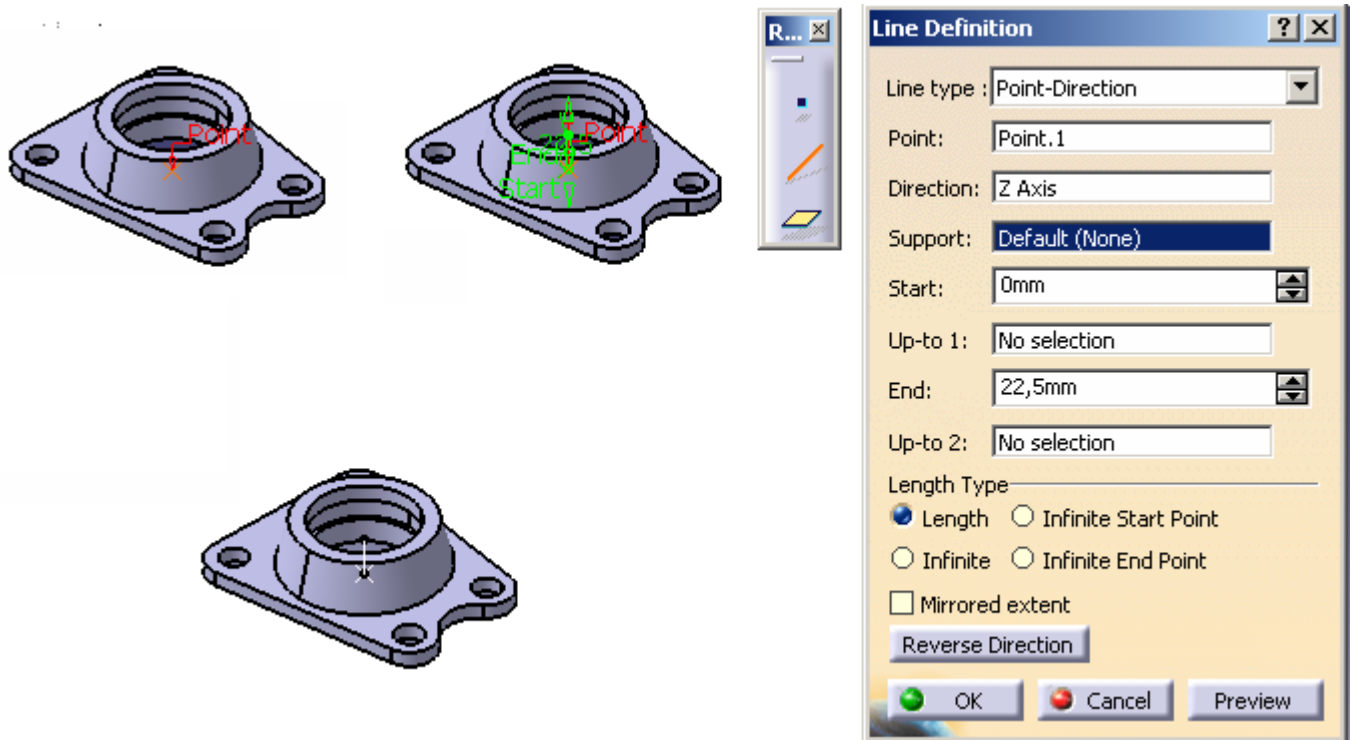 Point
Point
End
Start
R...
Line Definition
Line type : Point-Direction
Point: Point.1
Direction: Z Axis
Support: Default (None)
Start: 0mm
Up-to 1: No selection
End: 22,5mm
Up-to 2: No selection
Length Type
Length Infinite Start Point
Infinite Infinite End Point
Mirrored extent
Reverse Direction
OK Cancel Preview